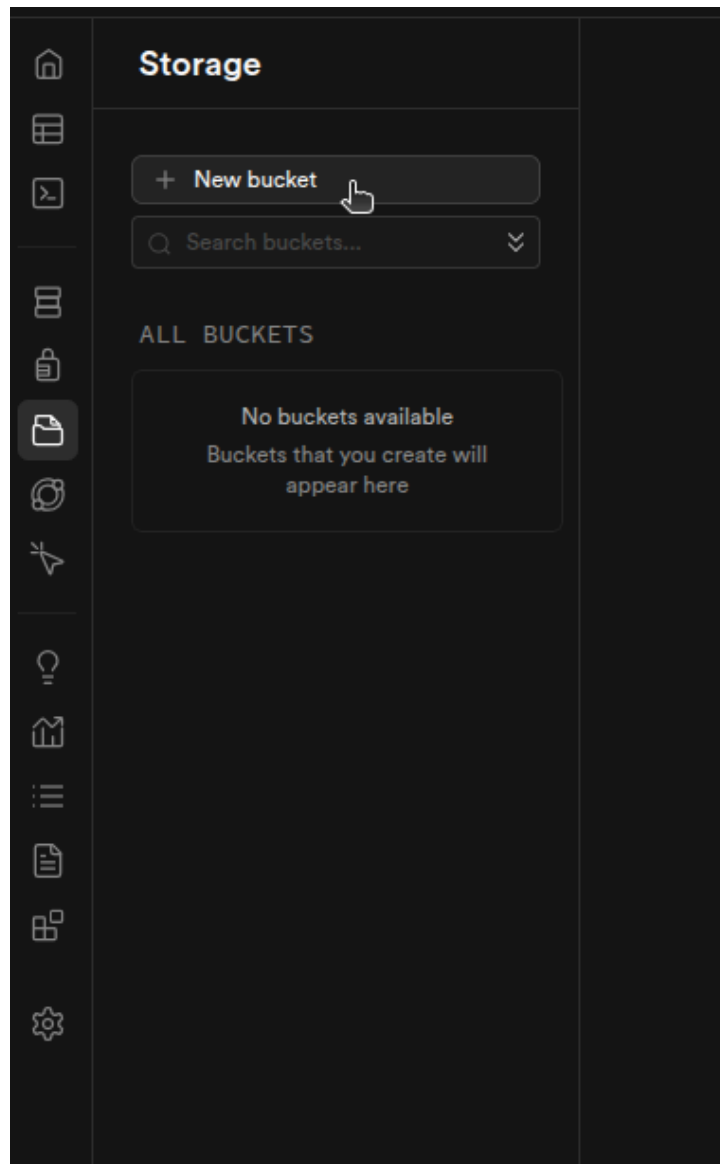 Storage
New bucket
Search buckets...
ALL BUCKETS
No buckets available
Buckets that you create will
appear here